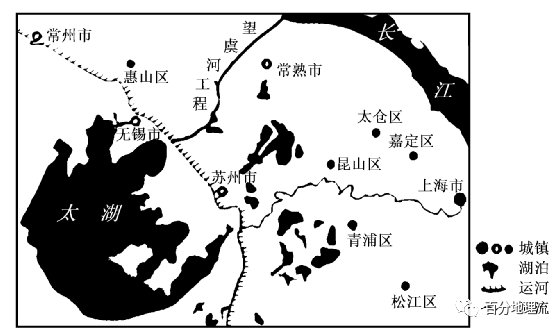 常州市
望虞河工程
长江
惠山区
常熟市
无锡市
太仓区
嘉定区
昆山区
苏州市
上海市
太湖
青浦区
城镇
湖泊
运河
松江区
百分地理流